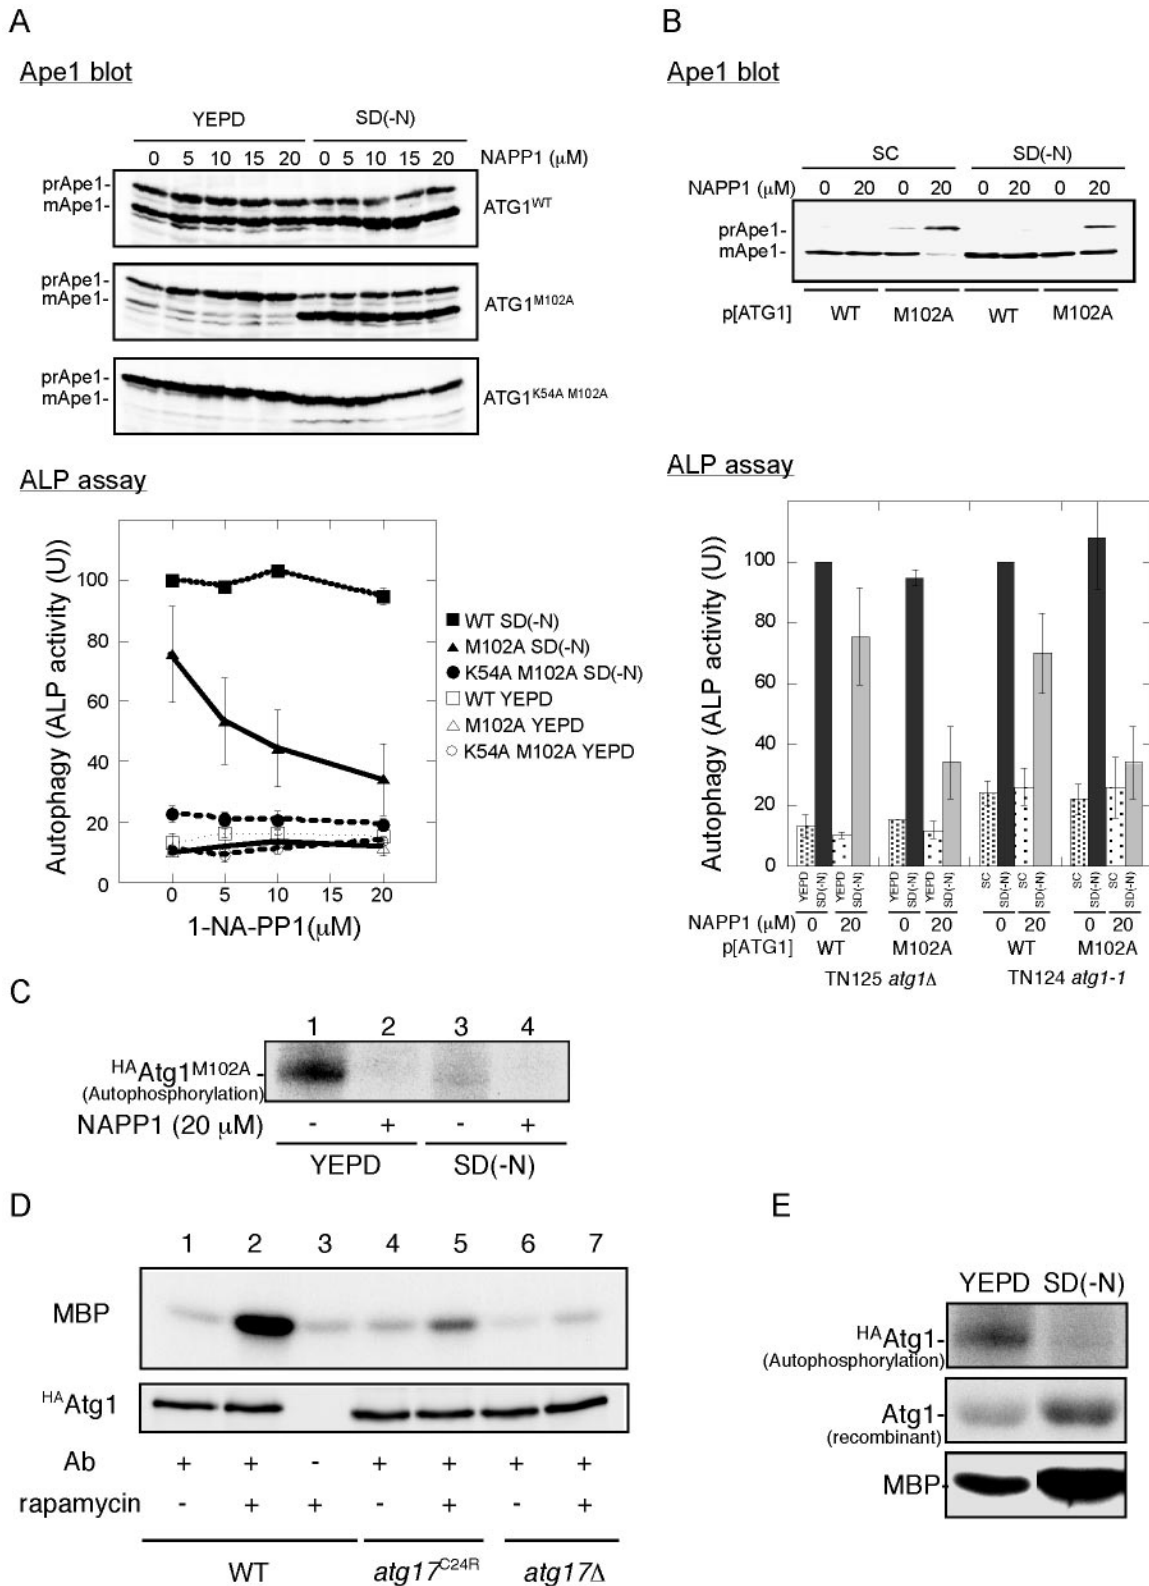 A
Ape1 blot
YEPD SD(-N)
0 5 10 15 20 0 5 10 15 20 NAPP1 (μM)
prApe1-
mApe1-
ATG1WT
prApe1-
mApe1-
ATG1M102A
prApe1-
mApe1-
ATG1K54A M102A
ALP assay
Autophagy (ALP activity (U))
100
80
60
40
20
0
0 5 10 20
1-NA-PP1(μM)
WT SD(-N)
M102A SD(-N)
K54A M102A SD(-N)
WT YEPD
M102A YEPD
K54A M102A YEPD
B
Ape1 blot
SC SD(-N)
NAPP1 (μM) 0 20 0 20 0 20 0 20
prApe1-
mApe1-
p[ATG1] WT M102A WT M102A
ALP assay
Autophagy (ALP activity (U))
100
80
60
40
20
0
YEPD SD(-N) YEPD SD(-N) YEPD SD(-N) YEPD SD(-N) SC SD(-N) SC SD(-N) SC SD(-N) SC SD(-N)
NAPP1 (μM) 0 20 0 20 0 20 0 20
p[ATG1] WT M102A WT M102A
TN125 atg1Δ TN124 atg1-1
C
1 2 3 4
HAAtg1M102A -
(Autophosphorylation)
NAPP1 (20 μM) - + - +
YEPD SD(-N)
D
1 2 3 4 5 6 7
MBP
HAAtg1
Ab + + - + + + +
rapamycin - + + - + - +
WT atg17C24R atg17Δ
E
YEPD SD(-N)
HAAtg1-
(Autophosphorylation)
Atg1-
(recombinant)
MBP-